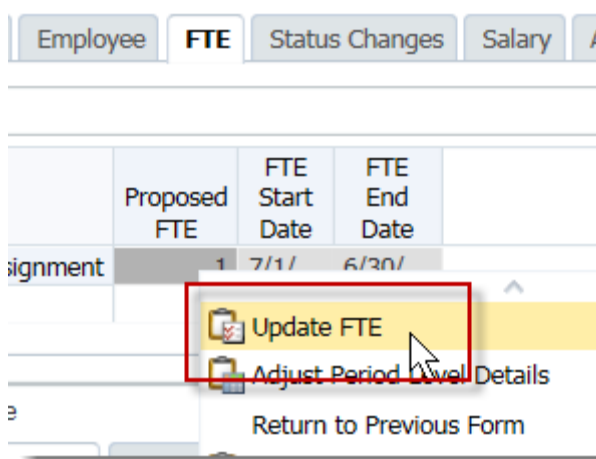 Employee FTE Status Changes Salary
Proposed FTE FTE
Start End
FTE Date Date
signment 1 7/1/ 6/30/
Update FTE
Adjust Period Level Details
Return to Previous Form